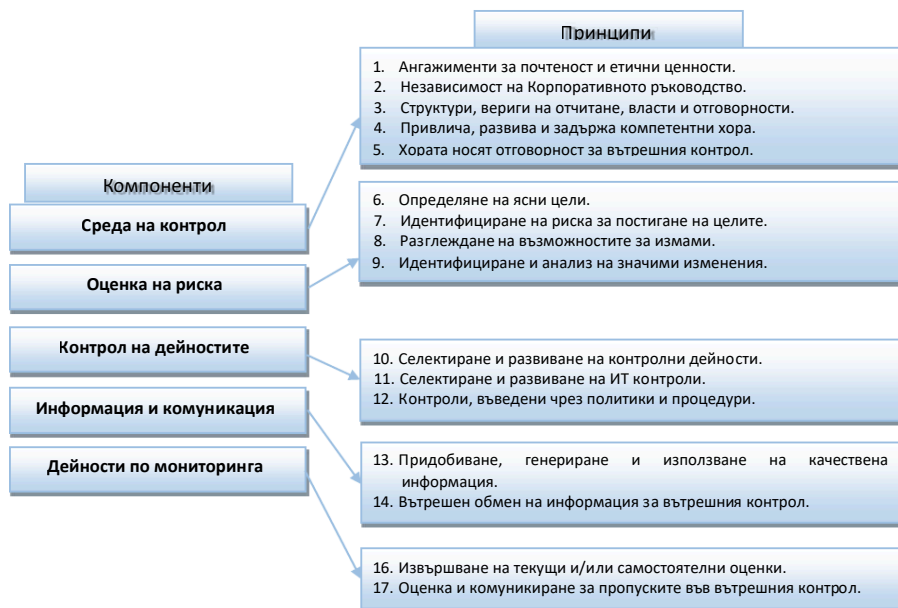 Принципи
1. Ангажименти за почтеност и етични ценности.
2. Независимост на Корпоративното ръководство.
3. Структури, вериги на отчитане, власти и отговорности.
4. Привлича, развива и задържа компетентни хора.
5. Хората носят отговорност за вътрешния контрол.
Компоненти
Среда на контрол
Оценка на риска
Контрол на дейностите
Информация и комуникация
Дейности по мониторинга
6. Определяне на ясни цели.
7. Идентифициране на риска за постигане на целите.
8. Разглеждане на възможностите за измами.
9. Идентифициране и анализ на значими изменения.
10. Селектиране и развиване на контролни дейности.
11. Селектиране и развиване на ИТ контроли.
12. Контроли, въведени чрез политики и процедури.
13. Придобиване, генериране и използване на качествена
информация.
14. Вътрешен обмен на информация за вътрешния контрол.
16. Извършване на текущи и/или самостоятелни оценки.
17. Оценка и комуникиране за пропуските във вътрешния контрол.